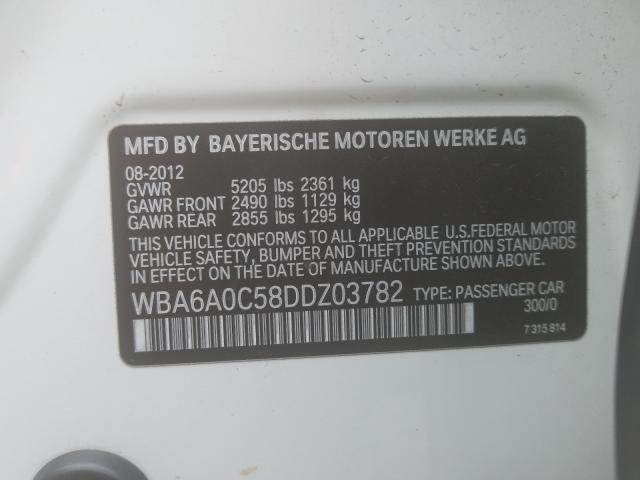 MFD BY BAYERISCHE MOTOREN WERKE AG
08-2012
GVWR 5205 lbs 2361 kg
GAWR FRONT 2490 lbs 1129 kg
GAWR REAR 2855 lbs 1295 kg
THIS VEHICLE CONFORMS TO ALL APPLICABLE U.S.FEDERAL MOTOR
VEHICLE SAFETY, BUMPER AND THEFT PREVENTION STANDARDS
IN EFFECT ON THE DATE OF MANUFACTURE SHOWN ABOVE.
WBA6A0C58DDZ03782 TYPE: PASSENGER CAR
300/0
7 315 814